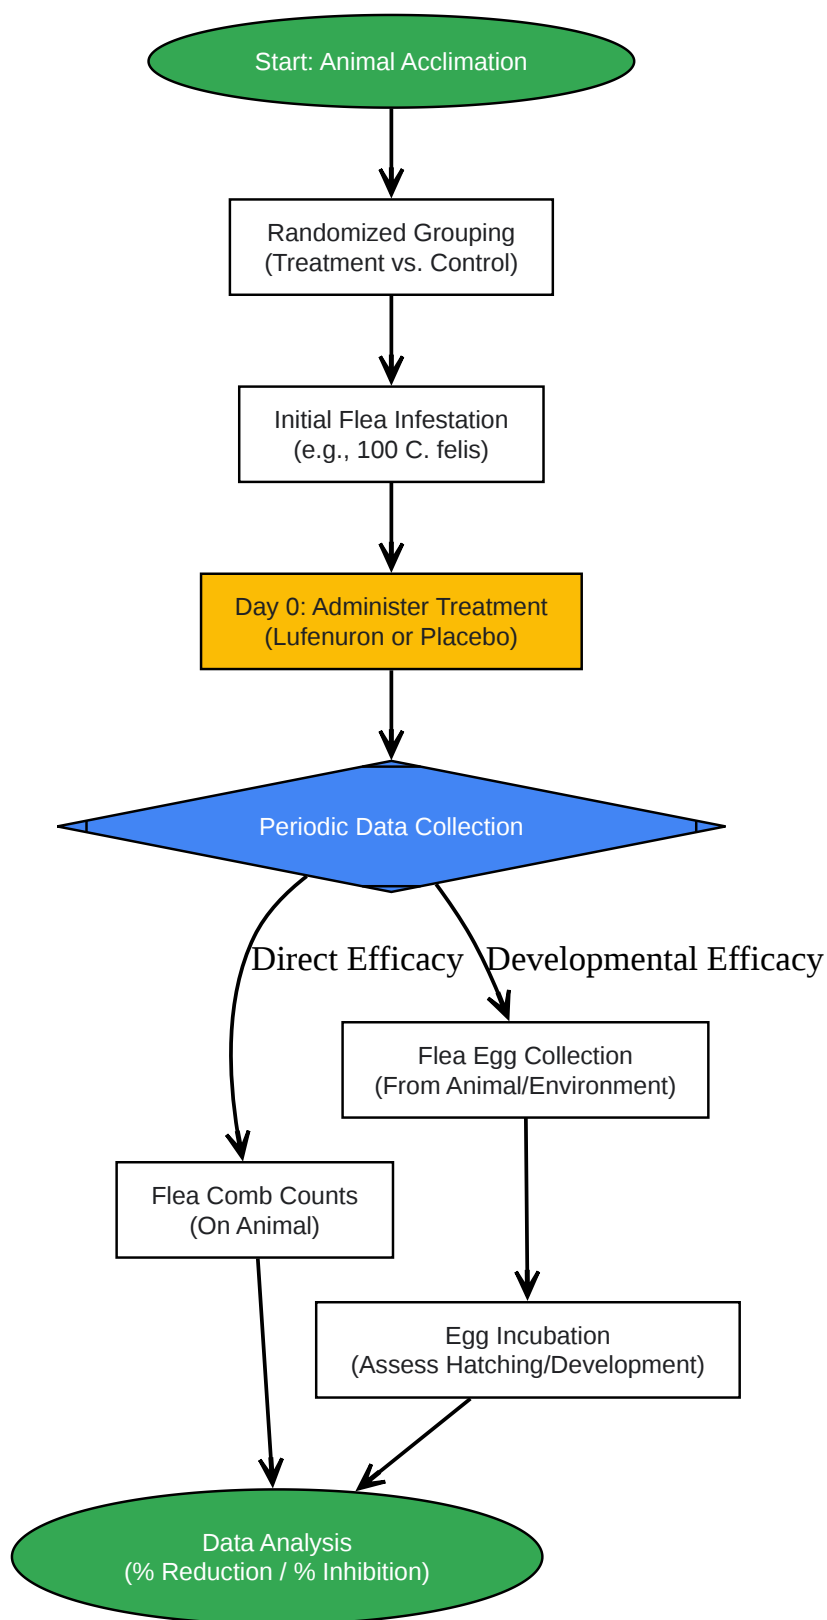 Start: Animal Acclimation
Randomized Grouping
(Treatment vs. Control)
Initial Flea Infestation
(e.g., 100 C. felis)
Day 0: Administer Treatment
(Lufenuron or Placebo)
Periodic Data Collection
Direct Efficacy
Developmental Efficacy
Flea Egg Collection
(From Animal/Environment)
Flea Comb Counts
(On Animal)
Egg Incubation
(Assess Hatching/Development)
Data Analysis
(% Reduction / % Inhibition)